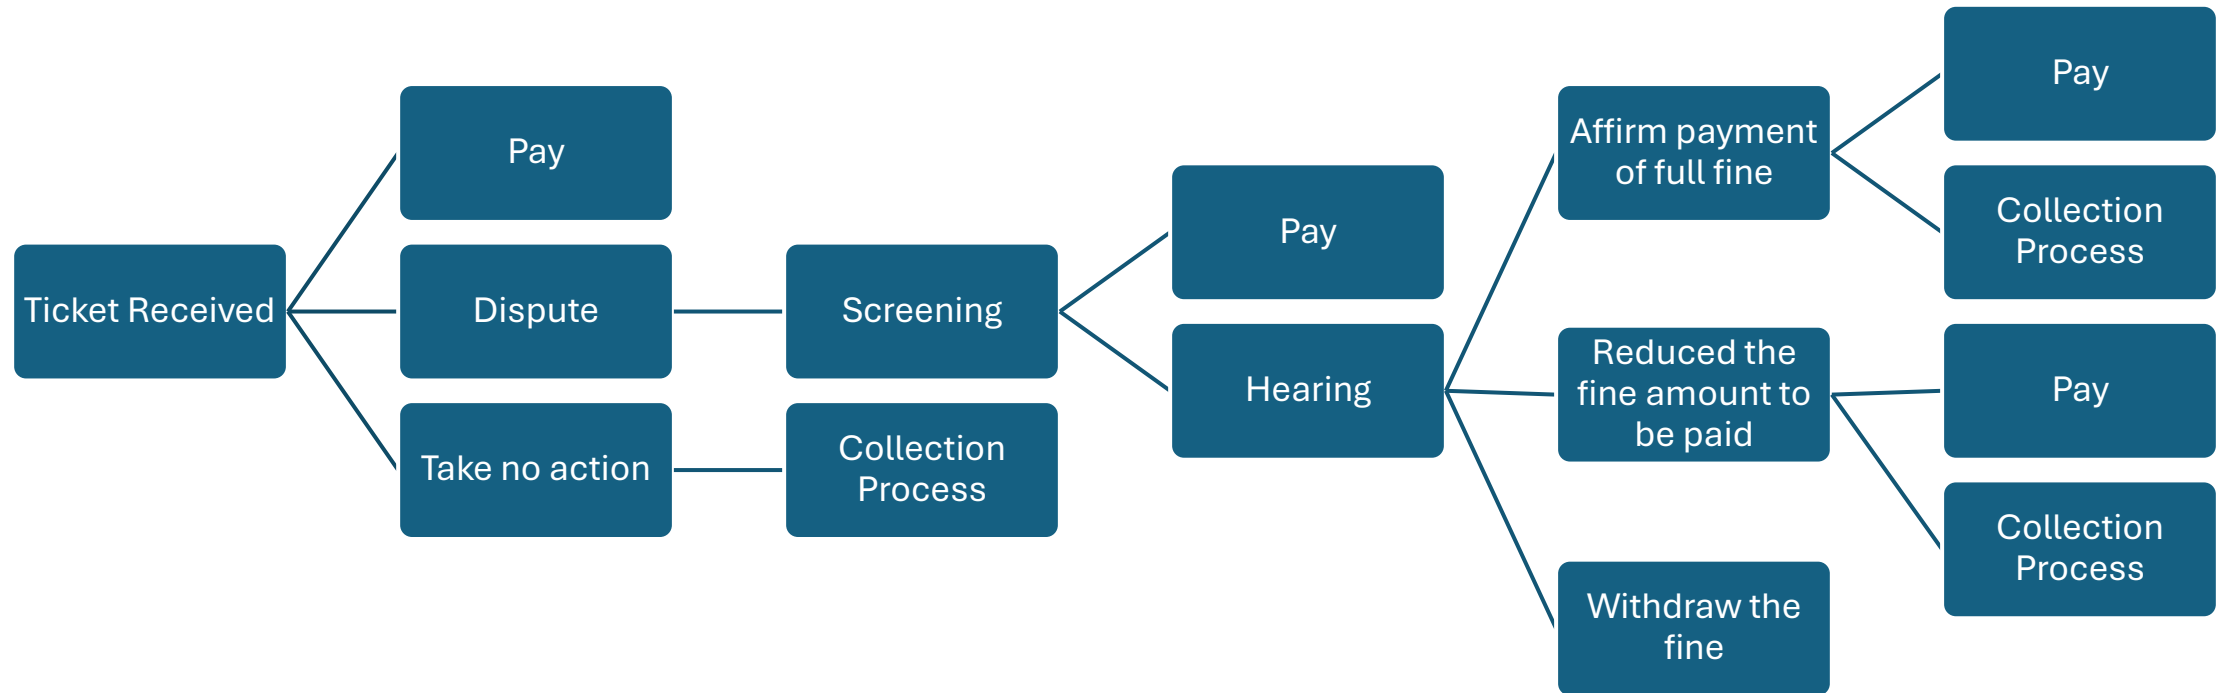 Ticket Received
Pay
Dispute
Take no action
Screening
Collection
Process
Pay
Hearing
Affirm payment
of full fine
Reduced the
fine amount to
be paid
Withdraw the
fine
Pay
Collection
Process
Pay
Collection
Process